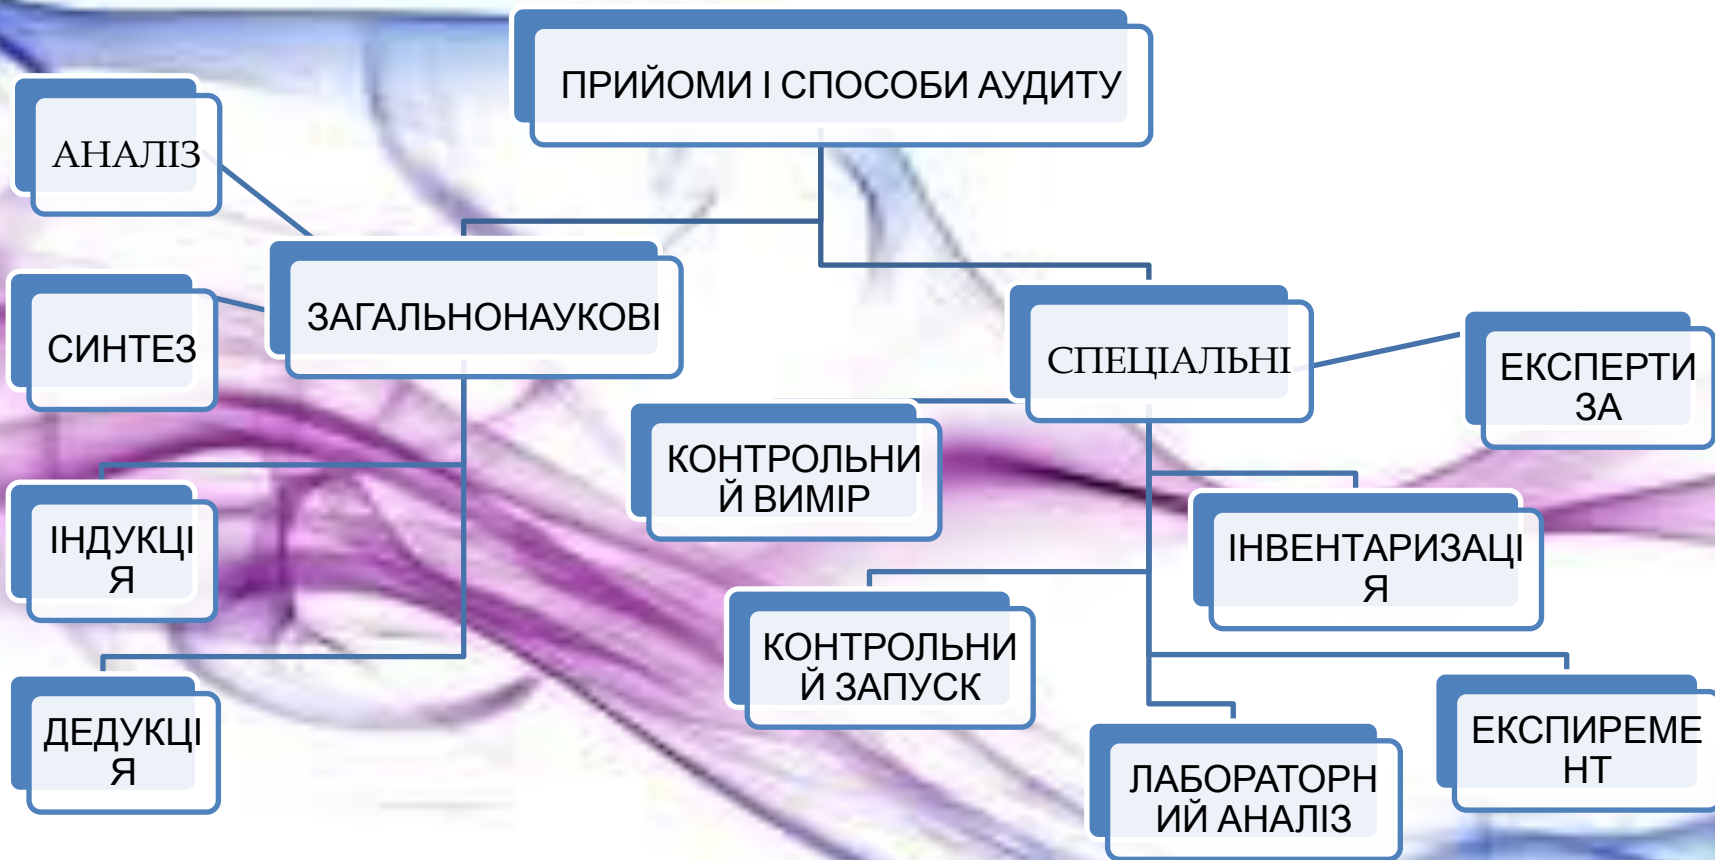 ПРИЙОМИ І СПОСОБИ АУДИТУ
АНАЛІЗ
ЗАГАЛЬНОНАУКОВІ
СИНТЕЗ
СПЕЦІАЛЬНІ
ЕКСПЕРТИ
ЗА
КОНТРОЛЬНИ
Й ВИМІР
ІНДУКЦІ
Я
ІНВЕНТАРИЗАЦІ
Я
КОНТРОЛЬНИ
Й ЗАПУСК
ДЕДУКЦІ
Я
ЛАБОРАТОРН
ИЙ АНАЛІЗ
ЕКСПИРЕМЕ
НТ